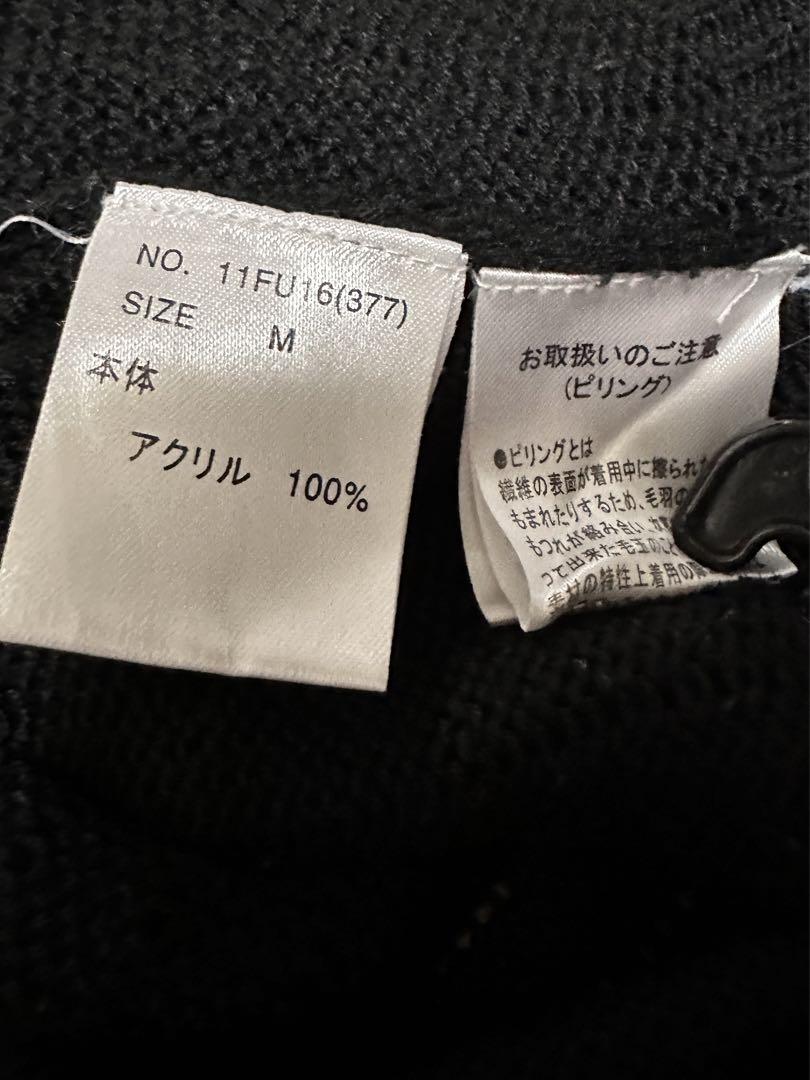 NO. 11FU16(377)
SIZE M
本体
アクリル 100%
お取扱いのご注意
(ピリング)
●ピリングとは
繊維の表面が着用中に擦られた
もまれたりするため、毛羽の
もつれが絡み合い、
って出来た毛玉のこと
素材の特性上着用の